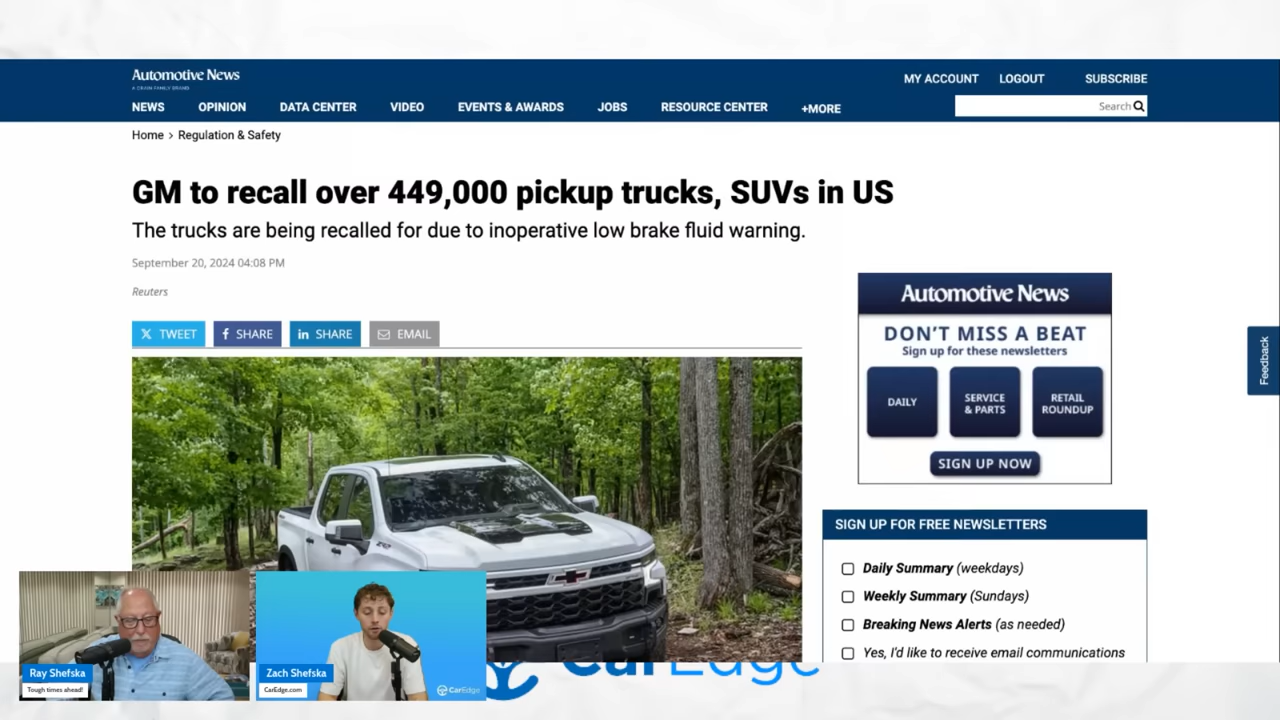 Automotive News
A CRAIN FAMILY BRAND
MY ACCOUNT LOGOUT SUBSCRIBE
NEWS OPINION DATA CENTER VIDEO EVENTS & AWARDS JOBS RESOURCE CENTER +MORE
Search
Home > Regulation & Safety
GM to recall over 449,000 pickup trucks, SUVs in US
The trucks are being recalled for due to inoperative low brake fluid warning.
September 20, 2024 04:08 PM
Reuters
TWEET SHARE SHARE EMAIL
Automotive News
DON'T MISS A BEAT
Sign up for these newsletters
DAILY
SERVICE
& PARTS
RETAIL
ROUNDUP
SIGN UP NOW
Feedback
SIGN UP FOR FREE NEWSLETTERS
Daily Summary (weekdays)
Weekly Summary (Sundays)
Breaking News Alerts (as needed)
Yes, I'd like to receive email communications
Ray Shefska
Tough times ahead!
Zach Shefska
CarEdge.com
CarEdge
CarEdge